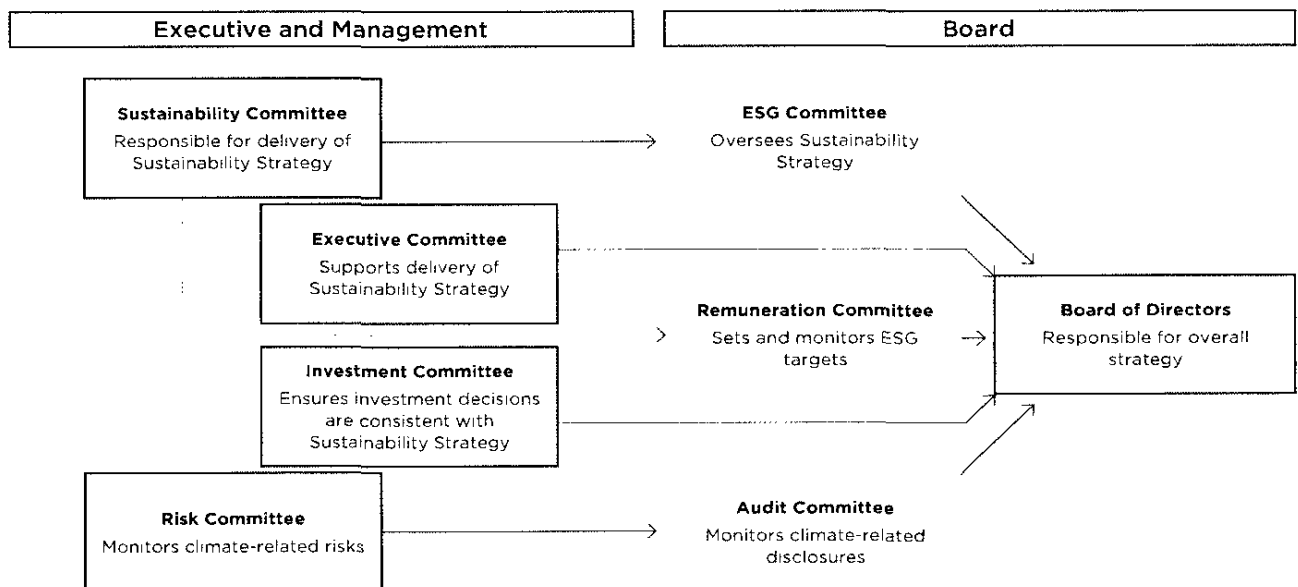 Executive and Management
Board
Sustainability Committee
Responsible for delivery of
Sustainability Strategy
ESG Committee
Oversees Sustainability
Strategy
Executive Committee
Supports delivery of
Sustainability Strategy
Remuneration Committee
Sets and monitors ESG
targets
Board of Directors
Responsible for overall
strategy
Investment Committee
Ensures investment decisions
are consistent with
Sustainability Strategy
Risk Committee
Monitors climate-related risks
Audit Committee
Monitors climate-related
disclosures